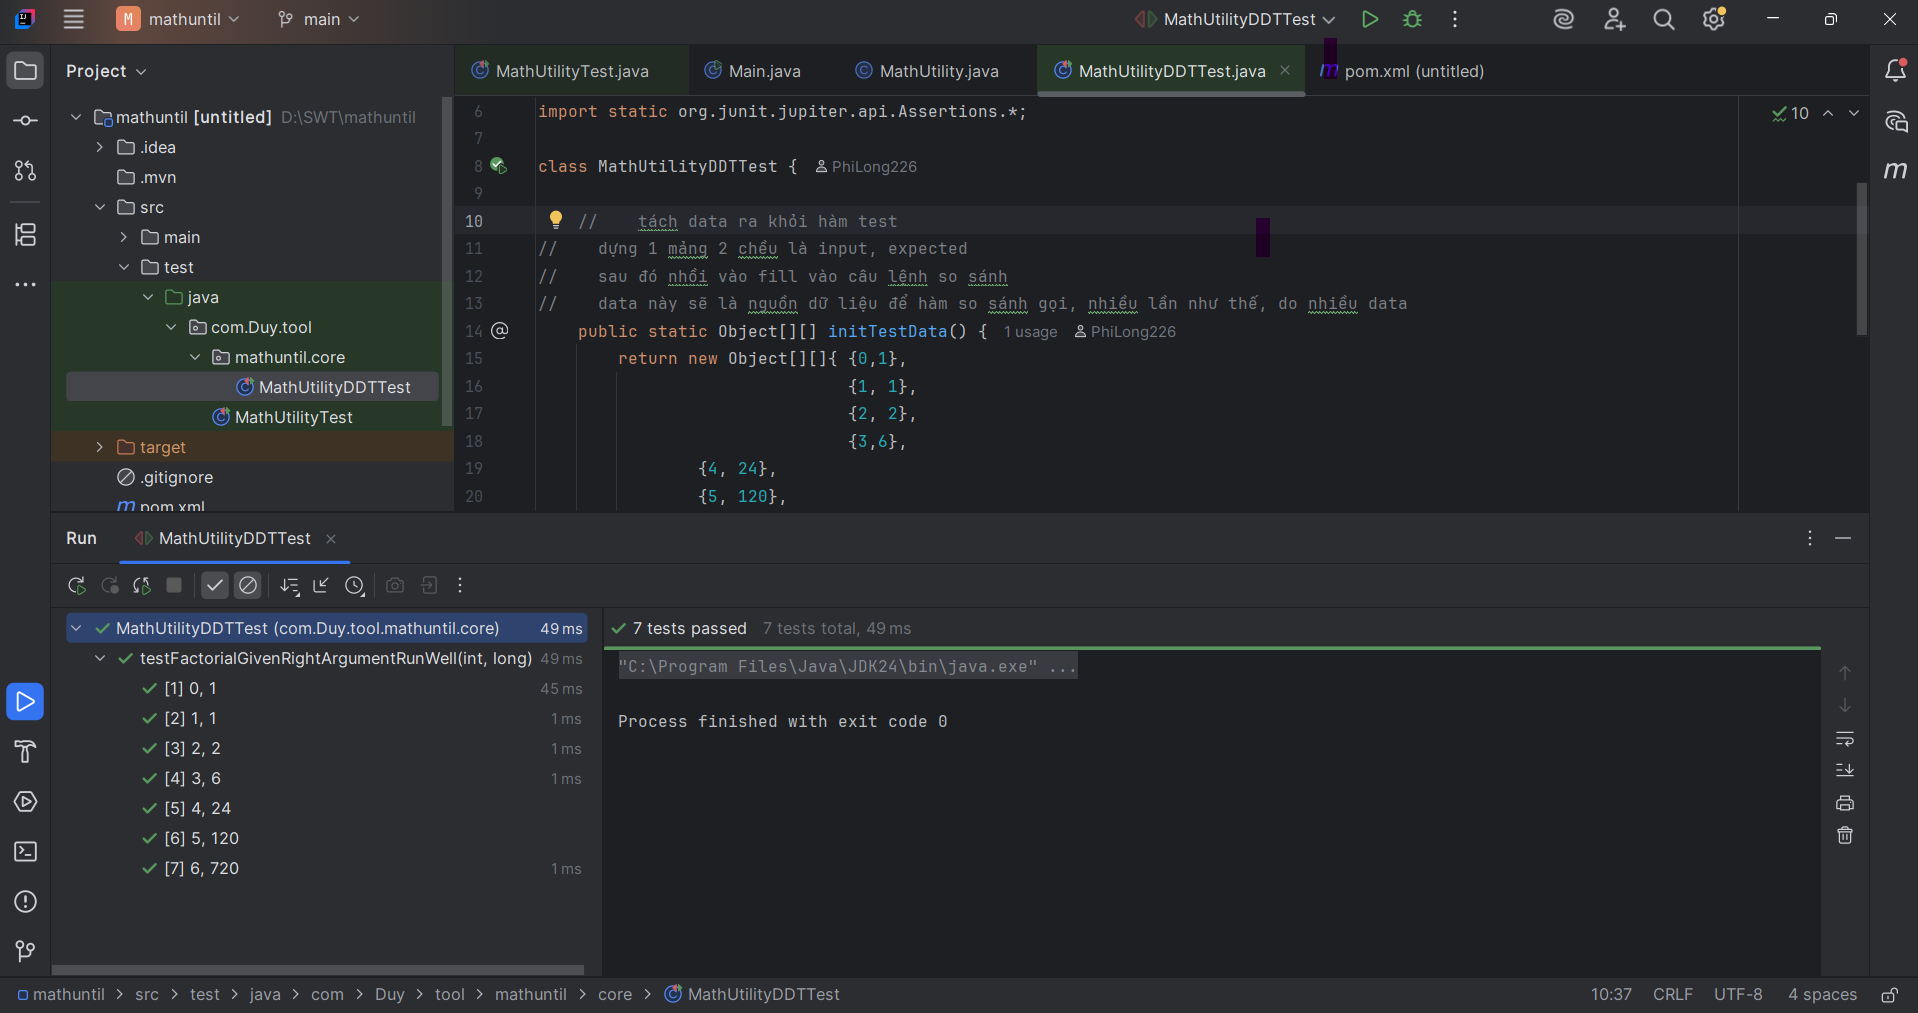 M mathuntil main MathUtilityDDTTest
Project
MathUtilityTest.java Main.java MathUtility.java MathUtilityDDTTest.java pom.xml (untitled)
mathuntil [untitled] D:\SWT\mathuntil
.idea
.mvn
src
main
test
java
com.Duy.tool
mathuntil.core
MathUtilityDDTTest
MathUtilityTest
target
.gitignore
pom.xml
6 import static org.junit.jupiter.api.Assertions.*;
10
7
8 class MathUtilityDDTTest { PhiLong226
9
10 // tách data ra khỏi hàm test
11 // dựng 1 mảng 2 chều là input, expected
12 // sau đó nhồi vào fill vào câu lệnh so sánh
13 // data này sẽ là nguồn dữ liệu để hàm so sánh gọi, nhiều lần như thế, do nhiều data
14 @ public static Object[][] initTestData() { 1 usage PhiLong226
15 return new Object[][]{ {0,1},
16 {1, 1},
17 {2, 2},
18 {3,6},
19 {4, 24},
20 {5, 120},
Run MathUtilityDDTTest
MathUtilityDDTTest (com.Duy.tool.mathuntil.core) 49 ms
testFactorialGivenRightArgumentRunWell(int, long) 49 ms
[1] 0, 1 45 ms
[2] 1, 1 1 ms
[3] 2, 2 1 ms
[4] 3, 6 1 ms
[5] 4, 24
[6] 5, 120
[7] 6, 720 1 ms
7 tests passed 7 tests total, 49 ms
"C:\Program Files\Java\JDK24\bin\java.exe" ...
Process finished with exit code 0
mathuntil > src > test > java > com > Duy > tool > mathuntil > core > MathUtilityDDTTest
10:37 CRLF UTF-8 4 spaces